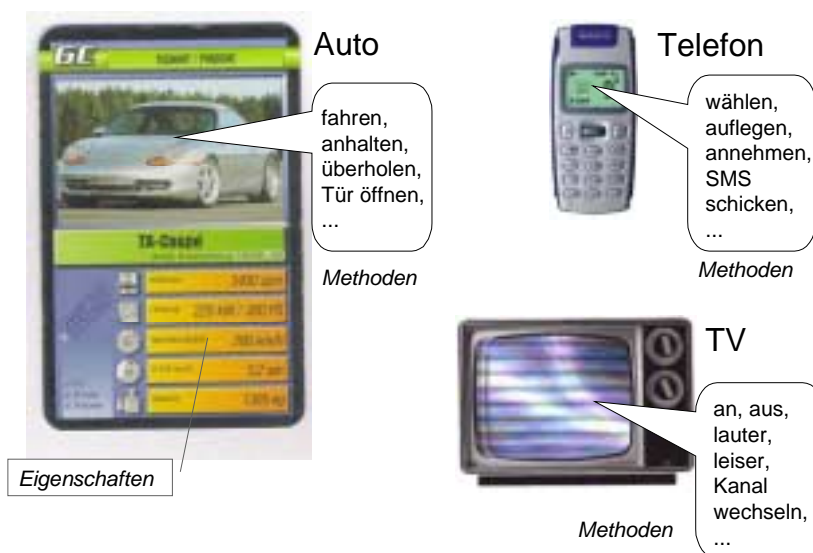 GC
Auto
fahren,
anhalten,
überholen,
Tür öffnen,
...
Methoden
Eigenschaften
Telefon
wählen,
auflegen,
annehmen,
SMS
schicken,
...
Methoden
TV
an, aus,
lauter,
leiser,
Kanal
wechseln,
...
Methoden